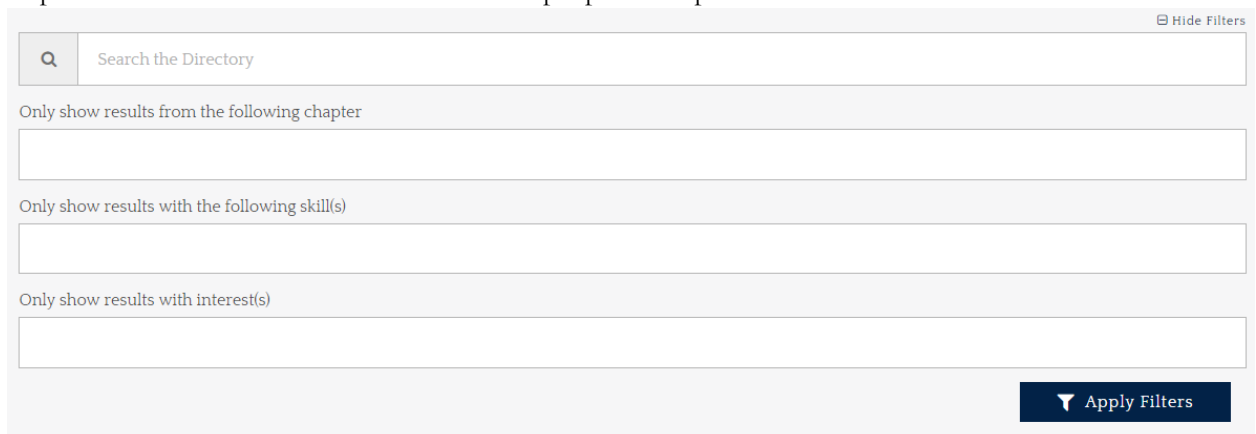 Hide Filters
Search the Directory
Only show results from the following chapter
Only show results with the following skill(s)
Only show results with interest(s)
Apply Filters